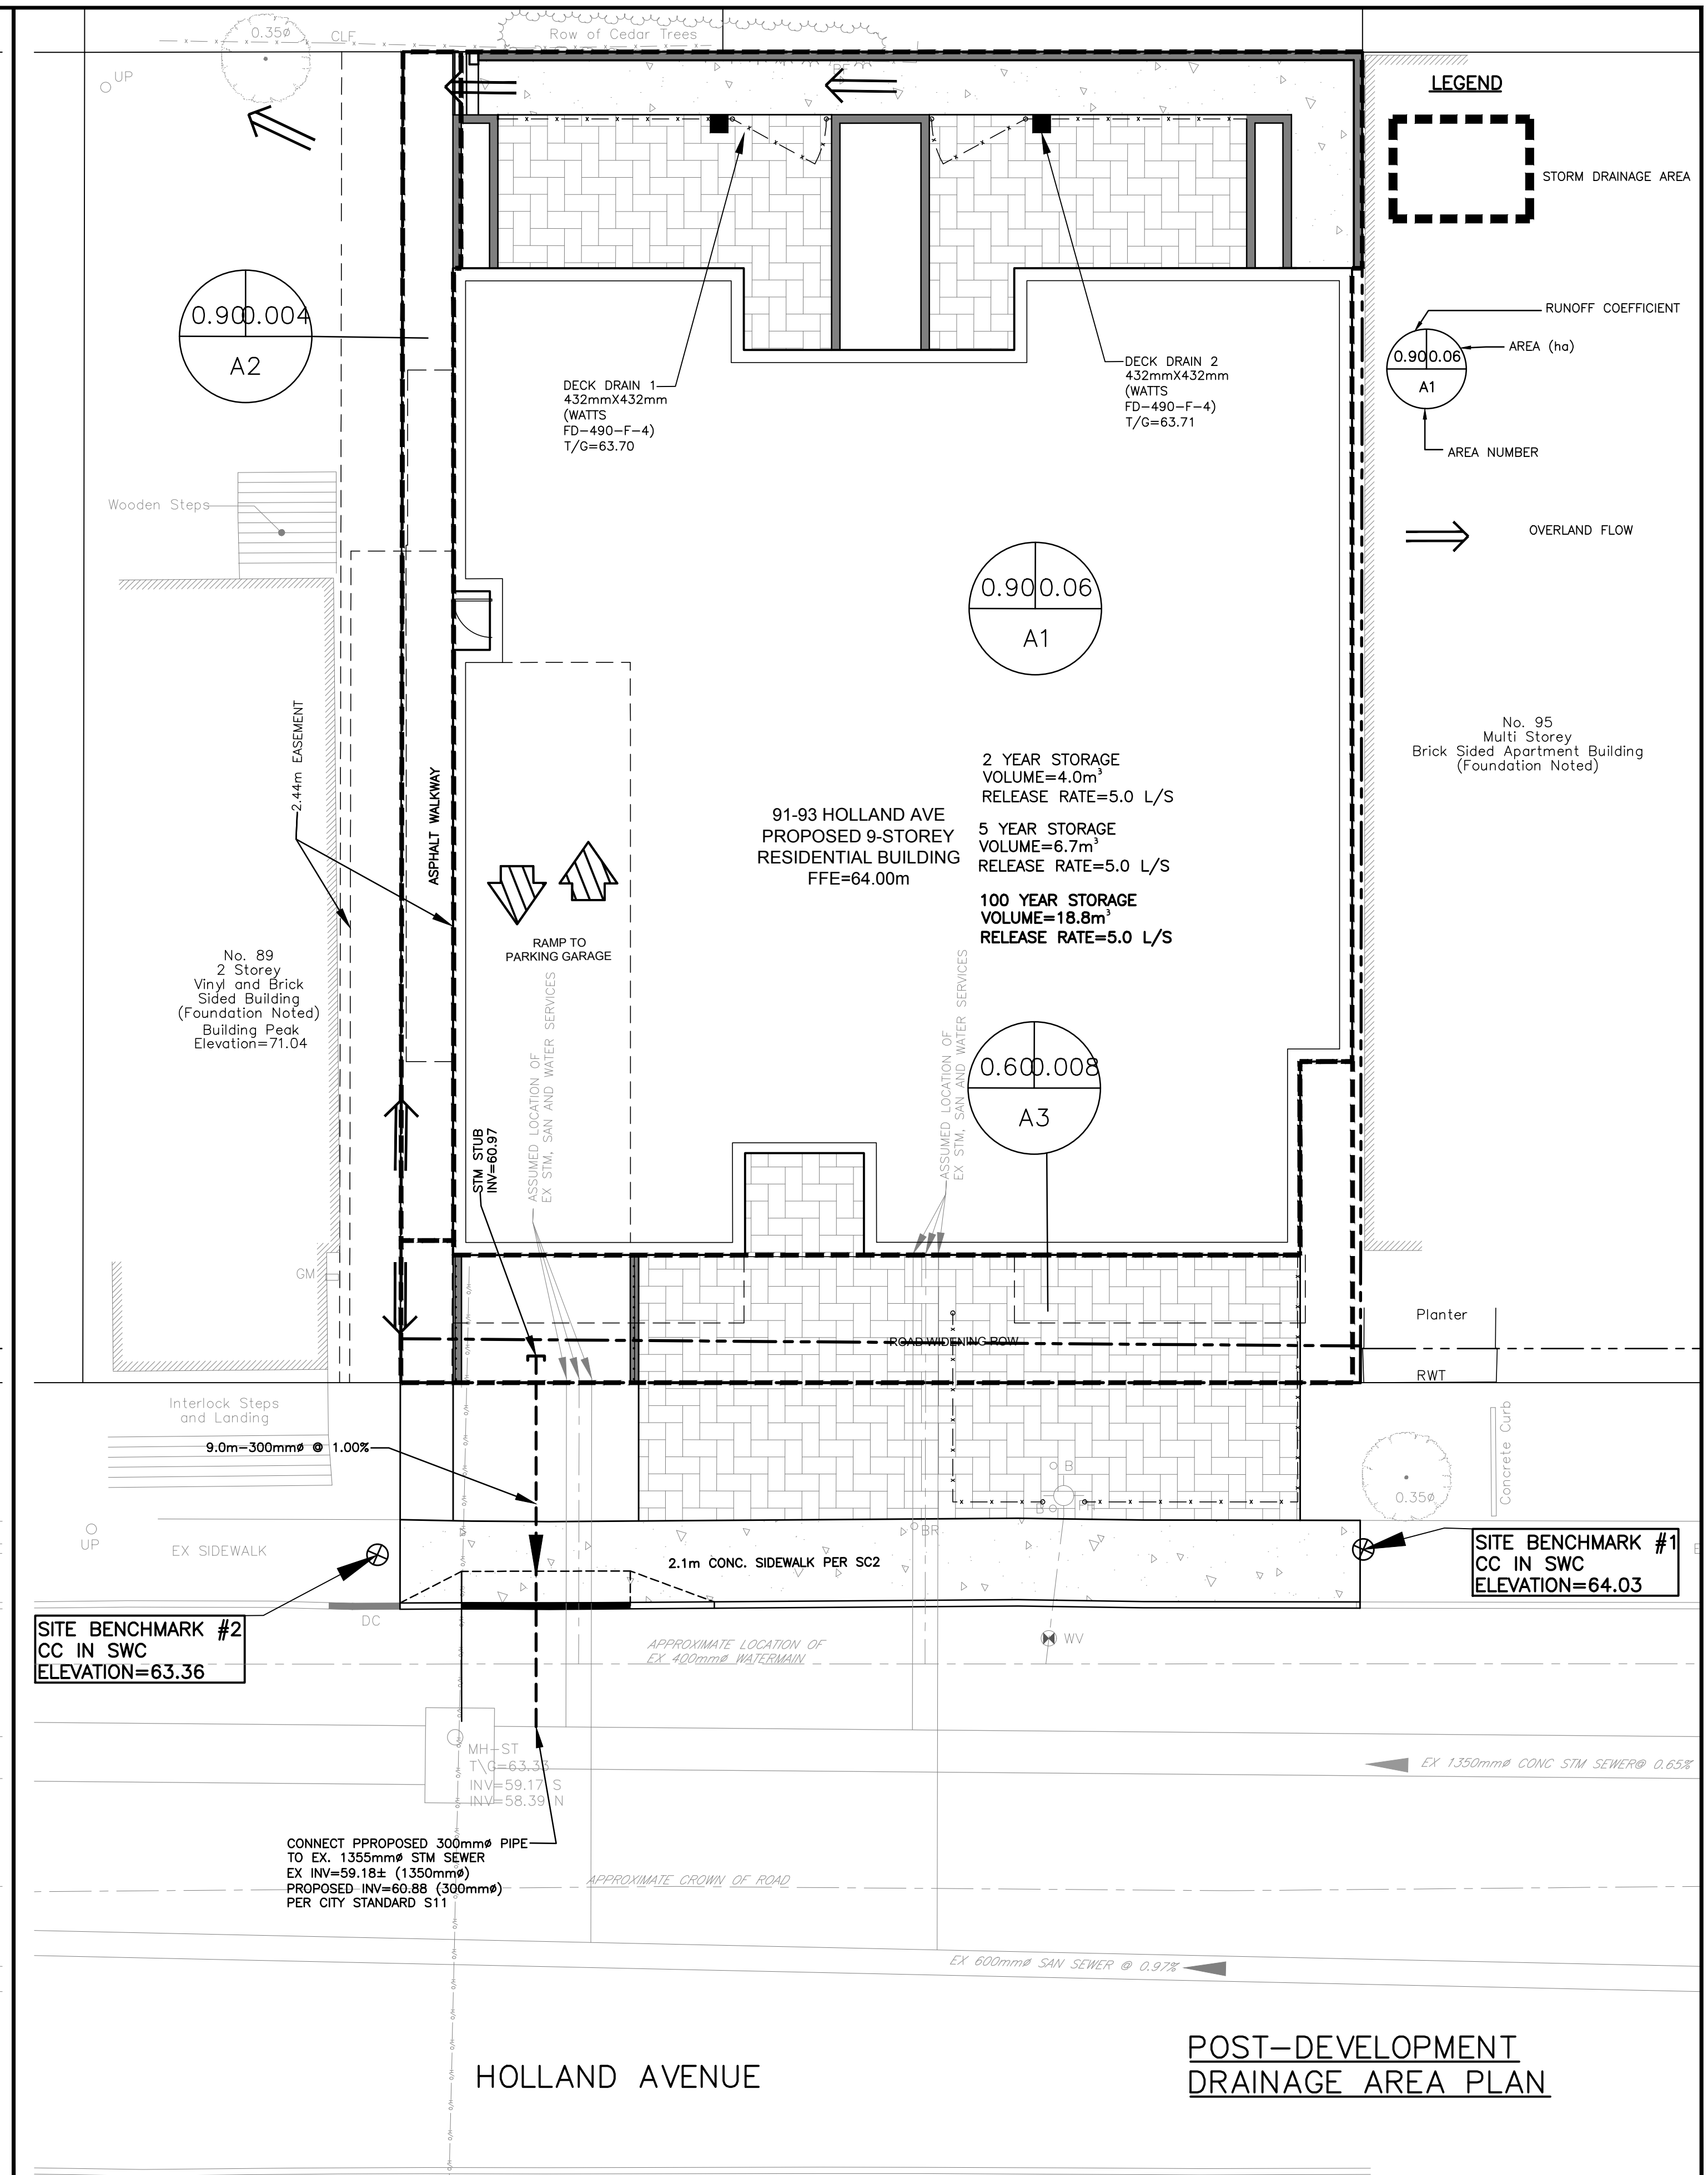 0.35ø
CLF
Row of Cedar Trees
UP
LEGEND
STORM DRAINAGE AREA
0.90 0.004
A2
RUNOFF COEFFICIENT
AREA (ha)
0.90 0.06
A1
AREA NUMBER
DECK DRAIN 1
432mmX432mm
(WATTS
FD-490-F-4)
T/G=63.70
DECK DRAIN 2
432mmX432mm
(WATTS
FD-490-F-4)
T/G=63.71
Wooden Steps
OVERLAND FLOW
0.90 0.06
A1
2.44m EASEMENT
ASPHALT WALKWAY
No. 95
Multi Storey
Brick Sided Apartment Building
(Foundation Noted)
2 YEAR STORAGE
VOLUME=4.0m³
RELEASE RATE=5.0 L/S
91-93 HOLLAND AVE
PROPOSED 9-STOREY
RESIDENTIAL BUILDING
FFE=64.00m
5 YEAR STORAGE
VOLUME=6.7m³
RELEASE RATE=5.0 L/S
100 YEAR STORAGE
VOLUME=18.8m³
RELEASE RATE=5.0 L/S
RAMP TO
PARKING GARAGE
No. 89
2 Storey
Vinyl and Brick
Sided Building
(Foundation Noted)
Building Peak
Elevation=71.04
ASSUMED LOCATION OF
EX STM, SAN AND WATER SERVICES
ASSUMED LOCATION OF
EX STM, SAN AND WATER SERVICES
0.60 0.008
A3
STM STUB
INV=60.97
GM
Planter
ROAD WIDENING ROW
RWT
Interlock Steps
and Landing
9.0m-300mmø @ 1.00%
Concrete Curb
0.35ø
B
B
FH
BR
UP
EX SIDEWALK
2.1m CONC. SIDEWALK PER SC2
SITE BENCHMARK #1
CC IN SWC
ELEVATION=64.03
DC
SITE BENCHMARK #2
CC IN SWC
ELEVATION=63.36
APPROXIMATE LOCATION OF
EX 400mmø WATERMAIN
WV
MH-ST
T\G=63.33
INV=59.17 S
INV=58.39 N
EX 1350mmø CONC STM SEWER@ 0.65%
CONNECT PPROPOSED 300mmø PIPE
TO EX. 1355mmø STM SEWER
EX INV=59.18± (1350mmø)
PROPOSED INV=60.88 (300mmø)
PER CITY STANDARD S11
APPROXIMATE CROWN OF ROAD
EX 600mmø SAN SEWER @ 0.97%
HOLLAND AVENUE
POST-DEVELOPMENT
DRAINAGE AREA PLAN